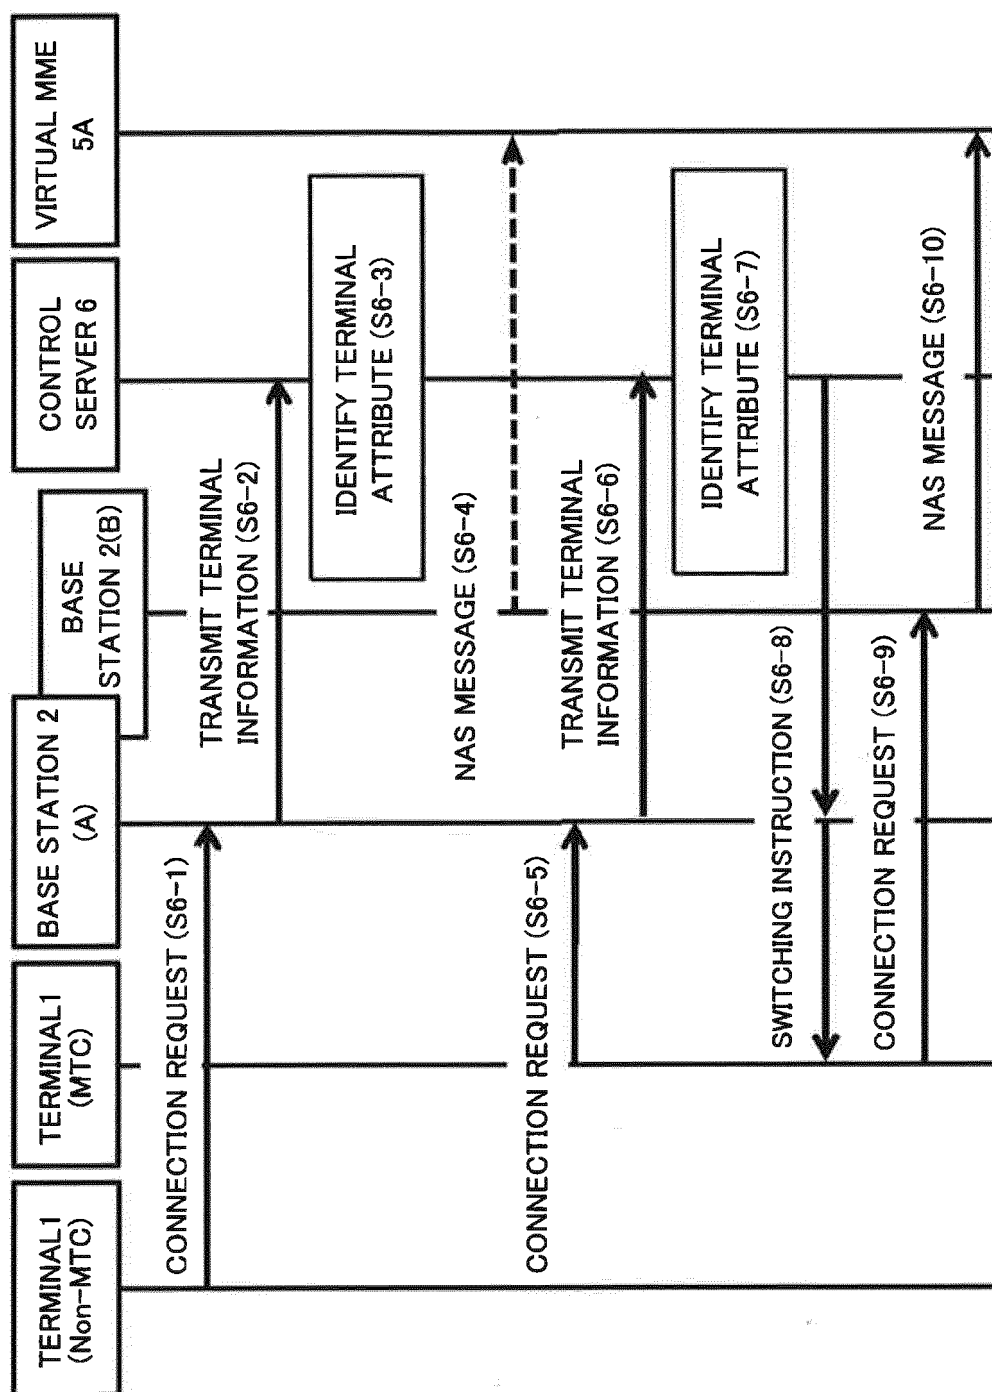 TERMINAL1
(Non-MTC)
TERMINAL1
(MTC)
BASE STATION 2
(A)
BASE
STATION 2(B)
CONTROL
SERVER 6
VIRTUAL MME
5A
CONNECTION REQUEST (S6-1)
TRANSMIT TERMINAL
INFORMATION (S6-2)
IDENTIFY TERMINAL
ATTRIBUTE (S6-3)
NAS MESSAGE (S6-4)
CONNECTION REQUEST (S6-5)
TRANSMIT TERMINAL
INFORMATION (S6-6)
IDENTIFY TERMINAL
ATTRIBUTE (S6-7)
SWITCHING INSTRUCTION (S6-8)
CONNECTION REQUEST (S6-9)
NAS MESSAGE (S6-10)